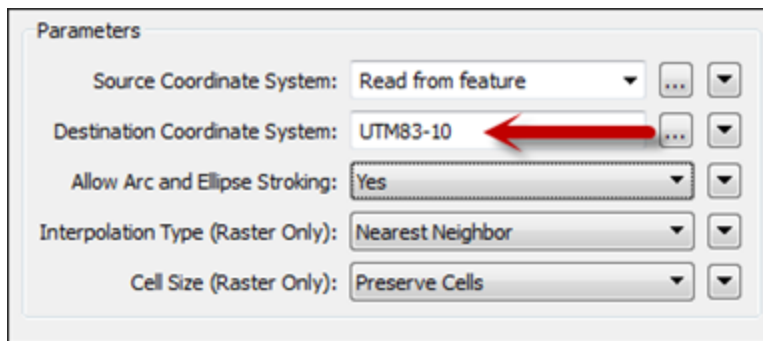 Parameters
Source Coordinate System: Read from feature ...
Destination Coordinate System: UTM83-10 ...
Allow Arc and Ellipse Stroking: Yes
Interpolation Type (Raster Only): Nearest Neighbor
Cell Size (Raster Only): Preserve Cells